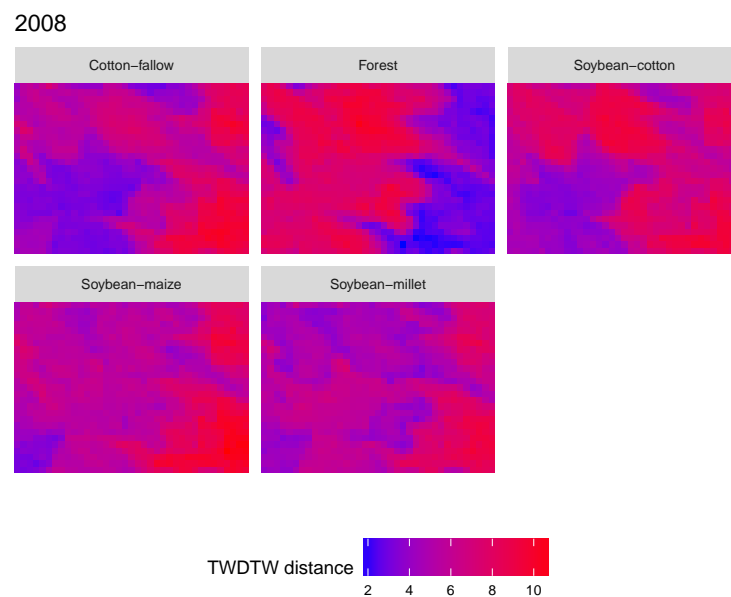 2008
Cotton−fallow
Forest
Soybean−cotton
Soybean−maize
Soybean−millet
TWDTW distance
2 4 6 8 10